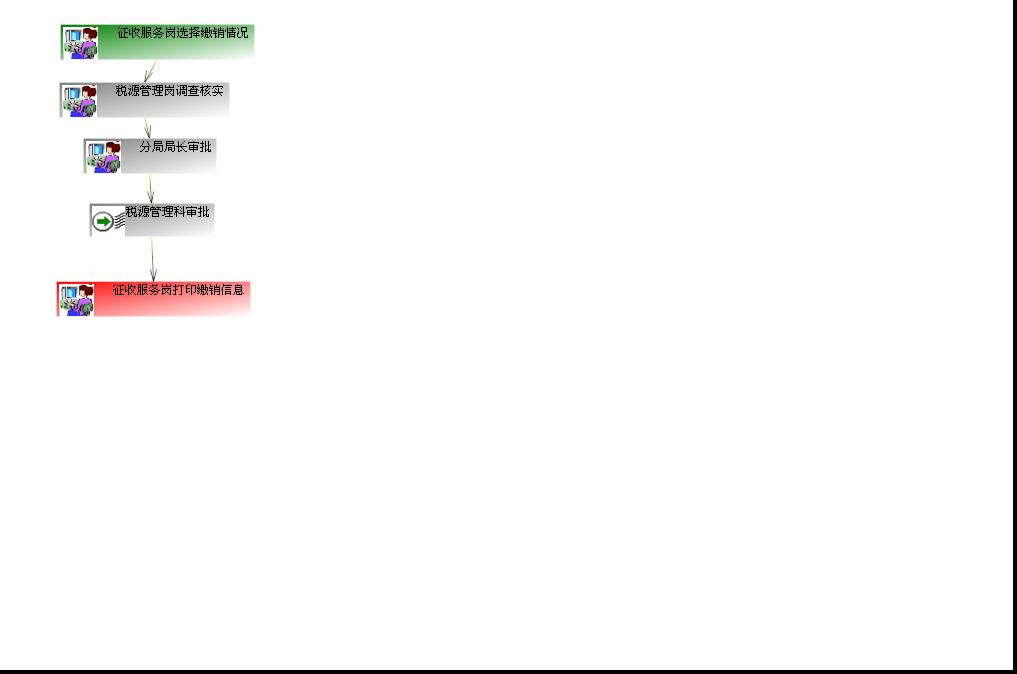 征收服务岗选择缴销情况
税源管理岗调查核实
分局局长审批
税源管理科审批
征收服务岗打印缴销信息